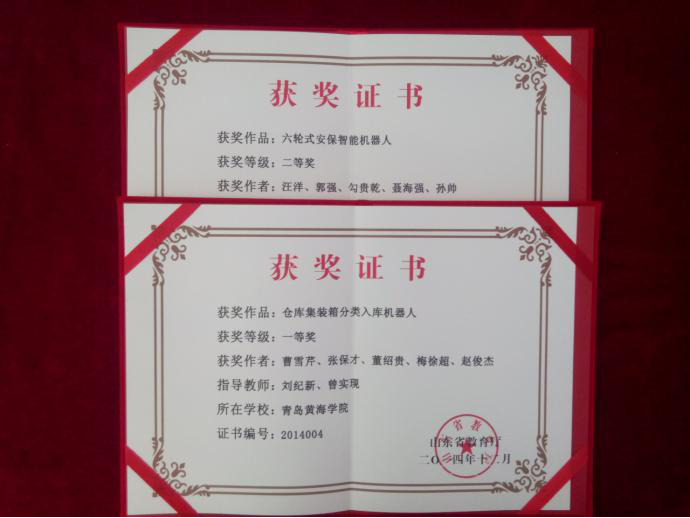 获奖证书
获奖作品：六轮式安保智能机器人
获奖等级：二等奖
获奖作者：汪洋、郭强、勾贵乾、聂海强、孙帅
获奖证书
获奖作品：仓库集装箱分类入库机器人
获奖等级：一等奖
获奖作者：曹雪芹、张保才、董绍贵、梅徐超、赵俊杰
指导教师：刘纪新、曾实现
所在学校：青岛黄海学院
证书编号：2014004
山东省教育厅
二〇一四年十二月